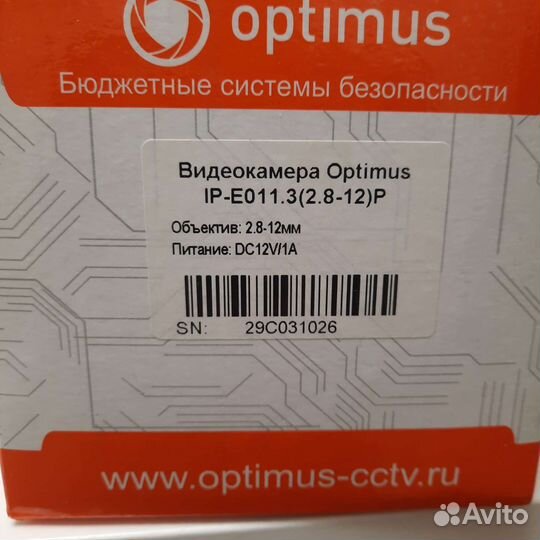 optimus
Бюджетные системы безопасности
Видеокамера Optimus
IP-E011.3(2.8-12)P
Объектив: 2.8-12мм
Питание: DC12V/1A
SN: 29C031026
www.optimus-cctv.ru
Avito